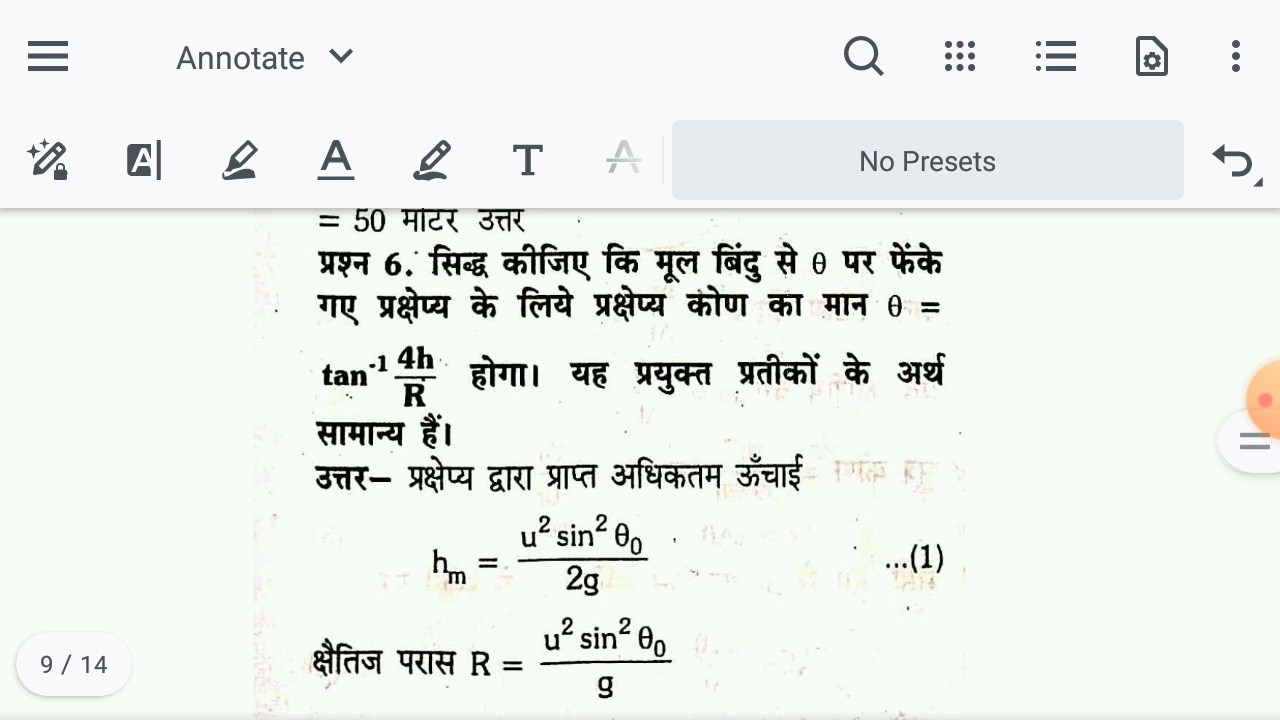 Annotate
No Presets
= 50 मीटर उत्तर
प्रश्न 6. सिद्ध कीजिए कि मूल बिंदु से θ पर फेंके
गए प्रक्षेप्य के लिये प्रक्षेप्य कोण का मान θ =
tan⁻¹ 4h/R होगा। यह प्रयुक्त प्रतीकों के अर्थ
सामान्य हैं।
उत्तर– प्रक्षेप्य द्वारा प्राप्त अधिकतम ऊँचाई
hₘ = u² sin² θ₀ / 2g ...(1)
क्षैतिज परास R = u² sin² θ₀ / g
9 / 14